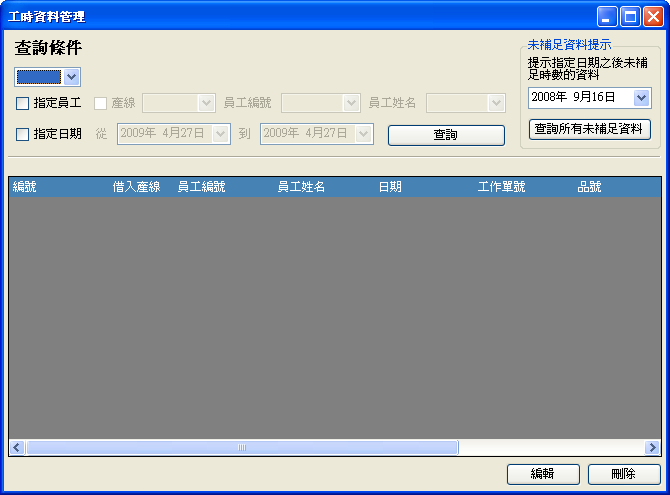 工時資料管理
查詢條件
未補足資料提示
提示指定日期之後未補
足時數的資料
2008年 9月16日
查詢所有未補足資料
指定員工 產線 員工編號 員工姓名
指定日期 從 2009年 4月27日 到 2009年 4月27日 查詢
編號 借入產線 員工編號 員工姓名 日期 工作單號 品號
編輯 刪除